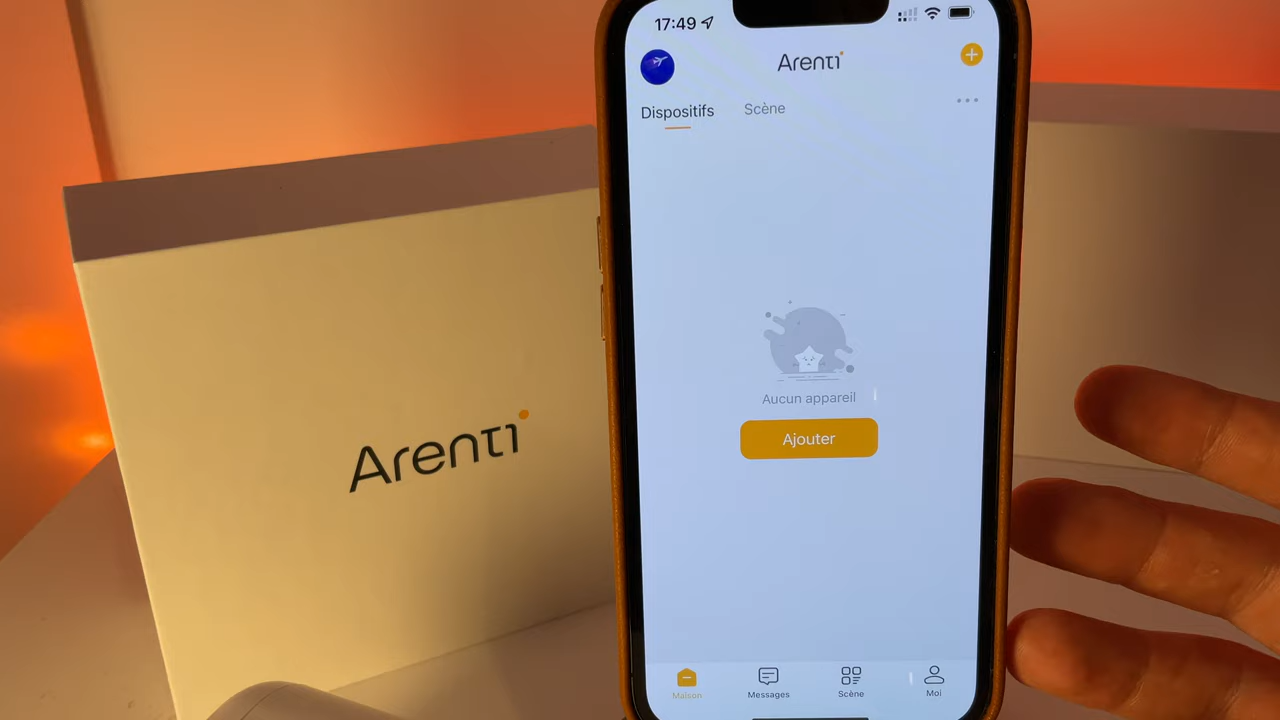 17:49
Arenti
Dispositifs
Scène
Aucun appareil
Ajouter
Maison
Messages
Scène
Moi
Arenti